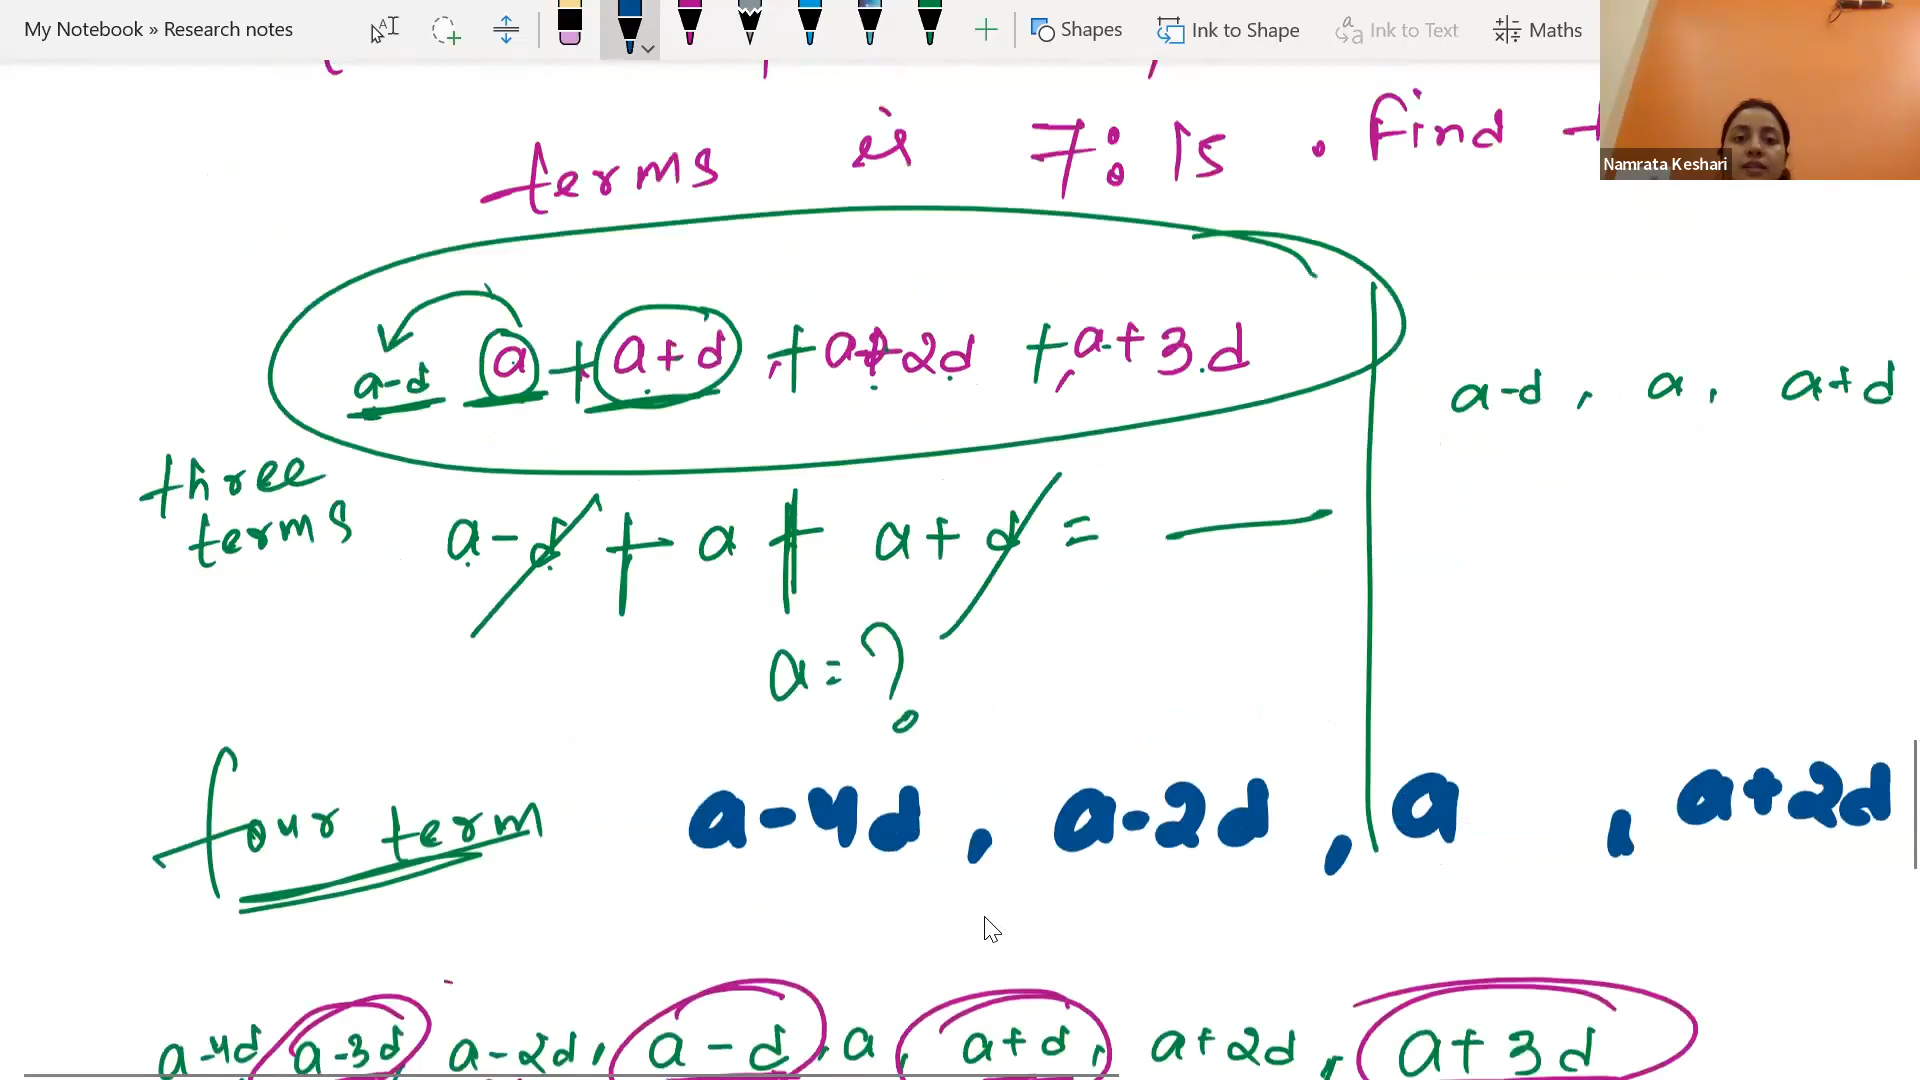 My Notebook » Research notes
Shapes Ink to Shape Ink to Text Maths
Namrata Keshari
terms is 7:15 . Find
a-d a + a+d , + a+2d + , a+3d
a-d , a , a+d
three
terms
a-d + a + a+d = —
a=?
four term a-4d , a-2d , a , a+2d
a-4d a-3d a-2d, a-d , a , a+d , a+2d , a+3d